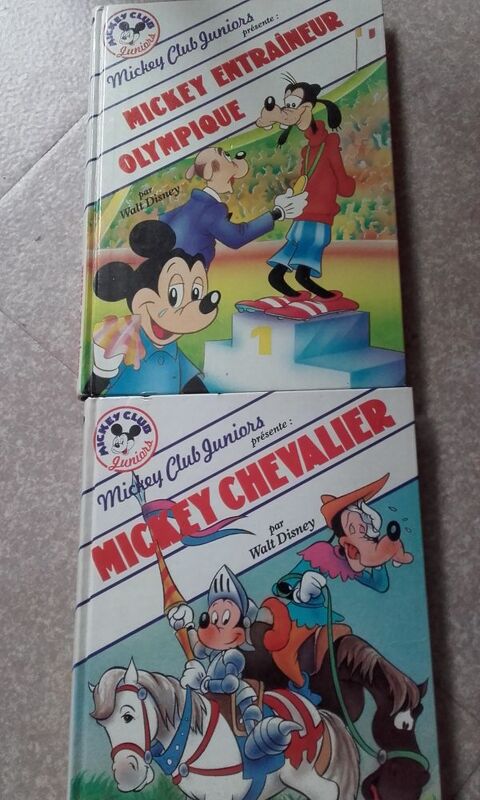 MICKEY CLUB
Juniors
Mickey Club Juniors
présente :
MICKEY ENTRAÎNEUR
OLYMPIQUE
par
Walt Disney
1
MICKEY CLUB
Juniors
Mickey Club Juniors
présente :
MICKEY CHEVALIER
par
Walt Disney